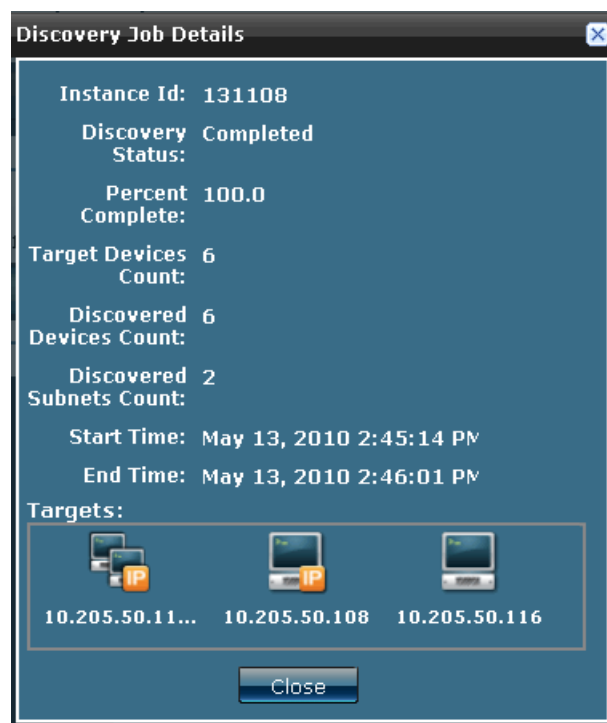 Discovery Job Details
Instance Id: 131108
Discovery Status: Completed
Percent Complete: 100.0
Target Devices Count: 6
Discovered Devices Count: 6
Discovered Subnets Count: 2
Start Time: May 13, 2010 2:45:14 PM
End Time: May 13, 2010 2:46:01 PM
Targets:
IP IP
10.205.50.11... 10.205.50.108 10.205.50.116
Close